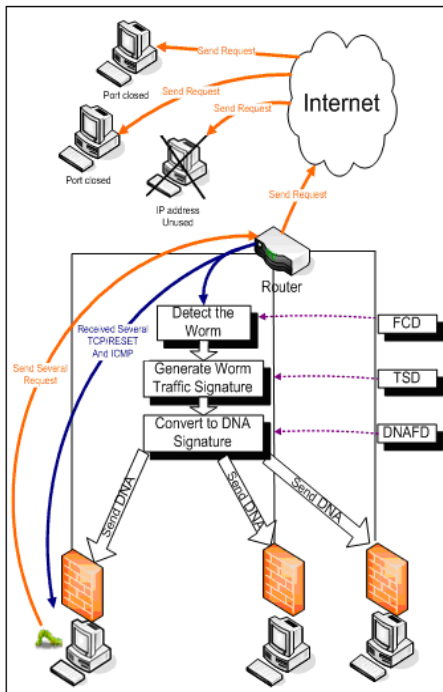 Send Request
Port closed
Send Request
Send Request
Internet
Port closed
IP address
Unused
Send Request
Router
Received Several
TCP/RESET
And ICMP
Detect the
Worm
FCD
Send Several
Request
Generate Worm
Traffic Signature
TSD
Convert to DNA
Signature
DNAFD
Send DNA
Send DNA
Send DNA